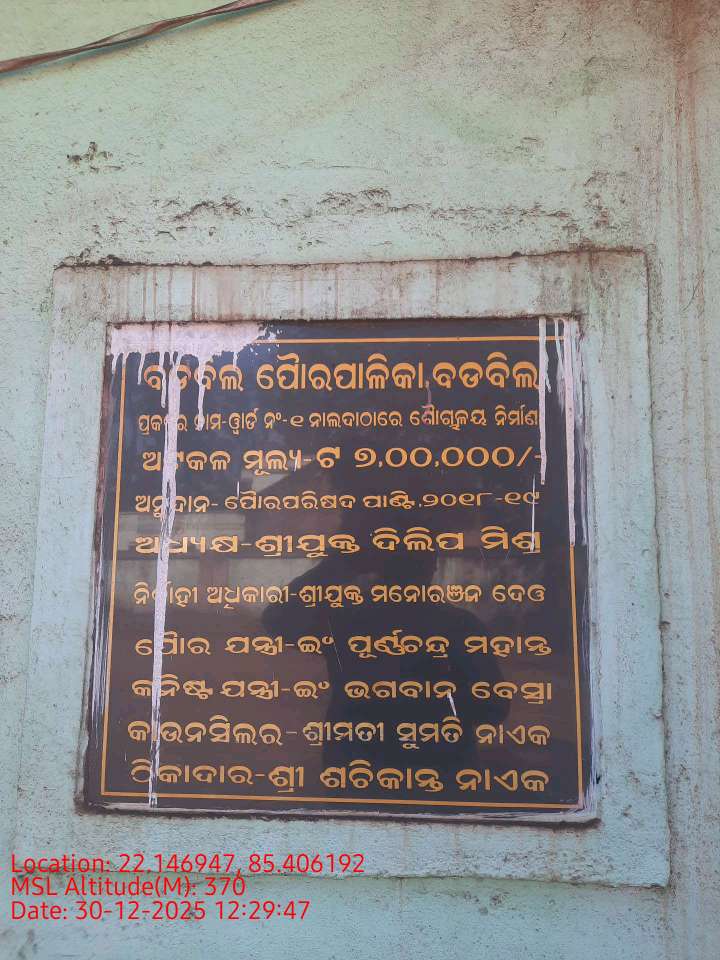 ବଡବିଲ ପୌରପାଳିକା,ବଡବିଲ
ପ୍ରକଳ୍ପର ନାମ-ୱାର୍ଡ ନଂ-୧ ନାଲଦାଠାରେ ଶୌଚାଳୟ ନିର୍ମାଣ
ଅଟକଳ ମୂଲ୍ୟ-ଟ ୭,୦୦,୦୦୦/-
ଅନୁଦାନ- ପୌରପରିଷଦ ପାଣ୍ଠି.୨୦୧୮-୧୯
ଅଧ୍ୟକ୍ଷ-ଶ୍ରୀଯୁକ୍ତ ଦିଲିପ ମିଶ୍ର
ନିର୍ବାହୀ ଅଧିକାରୀ-ଶ୍ରୀଯୁକ୍ତ ମନୋରଞ୍ଜନ ଦେଓ
ପୌର ଯନ୍ତ୍ରୀ-ଇଂ ପୂର୍ଣ୍ଣଚନ୍ଦ୍ର ମହାନ୍ତ
କନିଷ୍ଟ ଯନ୍ତ୍ରୀ-ଇଂ ଭଗବାନ ବେସ୍ରା
କାଉନସିଲର-ଶ୍ରୀମତୀ ସୁମତି ନାଏକ
ଠିକାଦାର-ଶ୍ରୀ ଶଚିକାନ୍ତ ନାଏକ
Location: 22.146947, 85.406192
MSL Altitude(M): 370
Date: 30-12-2025 12:29:47